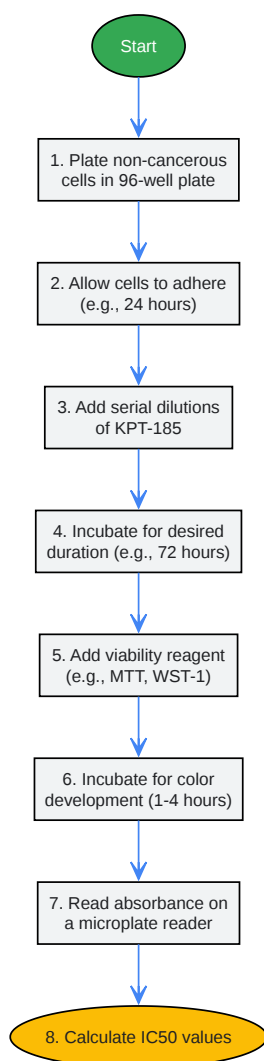 Start
1. Plate non-cancerous
cells in 96-well plate
2. Allow cells to adhere
(e.g., 24 hours)
3. Add serial dilutions
of KPT-185
4. Incubate for desired
duration (e.g., 72 hours)
5. Add viability reagent
(e.g., MTT, WST-1)
6. Incubate for color
development (1-4 hours)
7. Read absorbance on
a microplate reader
8. Calculate IC50 values